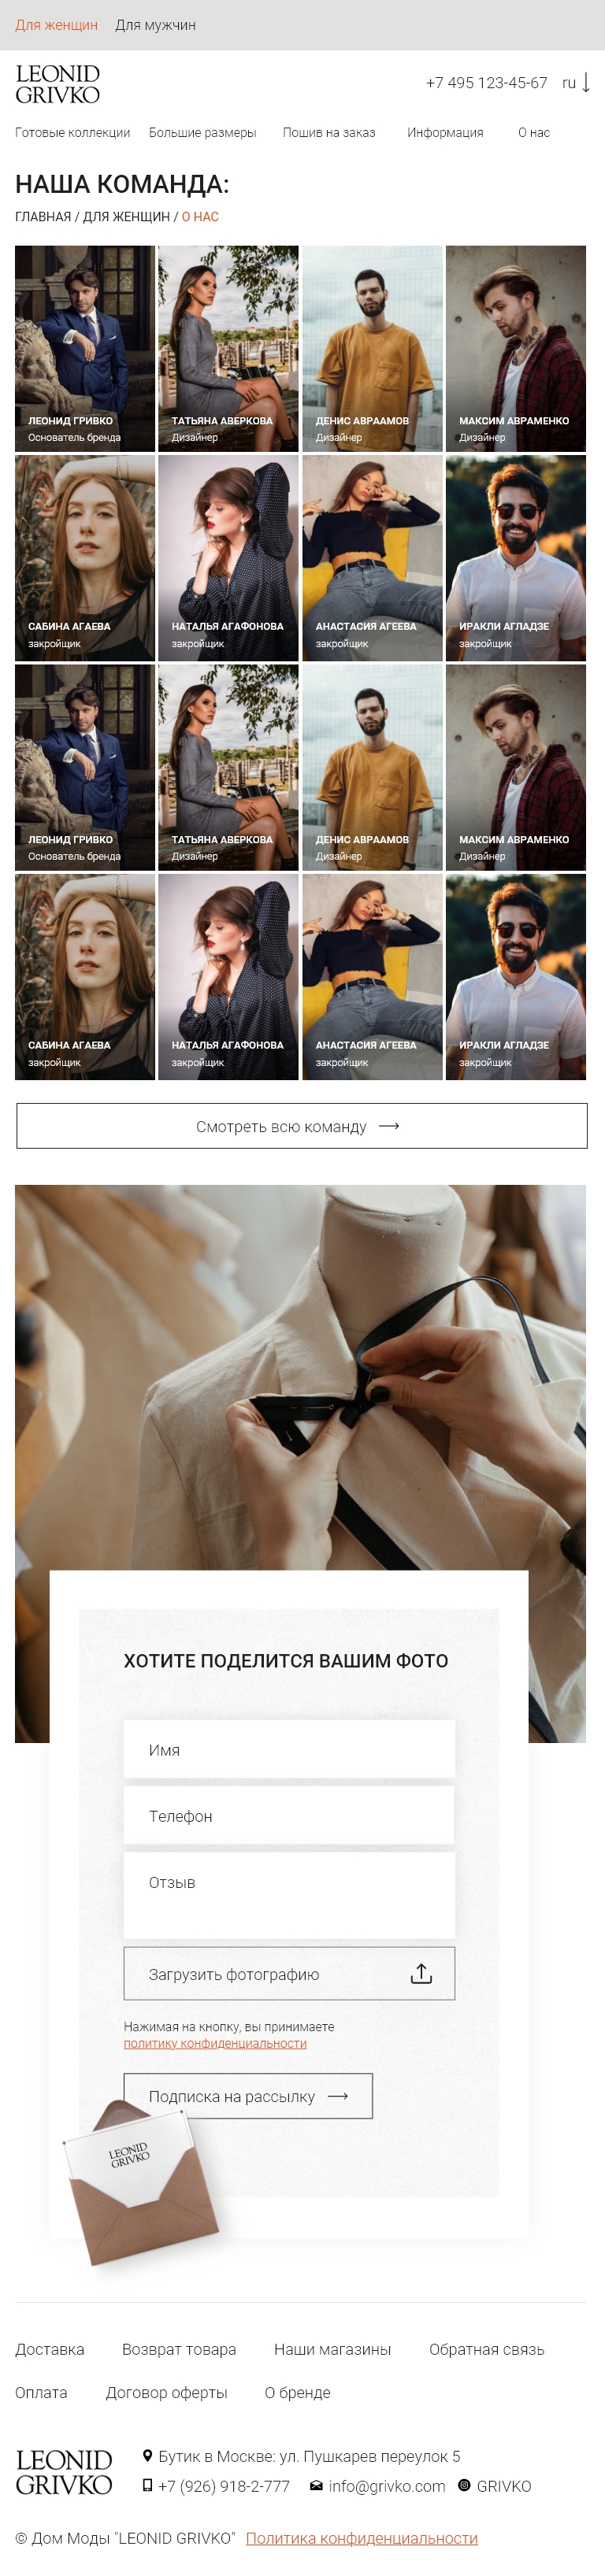 Для женщин Для мужчин
LEONID
GRIVKO
+7 495 123-45-67 ru
Готовые коллекции Большие размеры Пошив на заказ Информация О нас
НАША КОМАНДА:
ГЛАВНАЯ / ДЛЯ ЖЕНЩИН / О НАС
ЛЕОНИД ГРИВКО
Основатель бренда
ТАТЬЯНА АВЕРКОВА
Дизайнер
ДЕНИС АВРААМОВ
Дизайнер
МАКСИМ АВРАМЕНКО
Дизайнер
САБИНА АГАЕВА
закройщик
НАТАЛЬЯ АГАФОНОВА
закройщик
АНАСТАСИЯ АГЕЕВА
закройщик
ИРАКЛИ АГЛАДЗЕ
закройщик
ЛЕОНИД ГРИВКО
Основатель бренда
ТАТЬЯНА АВЕРКОВА
Дизайнер
ДЕНИС АВРААМОВ
Дизайнер
МАКСИМ АВРАМЕНКО
Дизайнер
САБИНА АГАЕВА
закройщик
НАТАЛЬЯ АГАФОНОВА
закройщик
АНАСТАСИЯ АГЕЕВА
закройщик
ИРАКЛИ АГЛАДЗЕ
закройщик
Смотреть всю команду
ХОТИТЕ ПОДЕЛИТСЯ ВАШИМ ФОТО
Имя
Телефон
Отзыв
Загрузить фотографию
Нажимая на кнопку, вы принимаете
политику конфиденциальности
Подписка на рассылку
LEONID
GRIVKO
Доставка Возврат товара Наши магазины Обратная связь
Оплата Договор оферты О бренде
LEONID
GRIVKO
Бутик в Москве: ул. Пушкарев переулок 5
+7 (926) 918-2-777 info@grivko.com GRIVKO
© Дом Моды "LEONID GRIVKO" Политика конфиденциальности